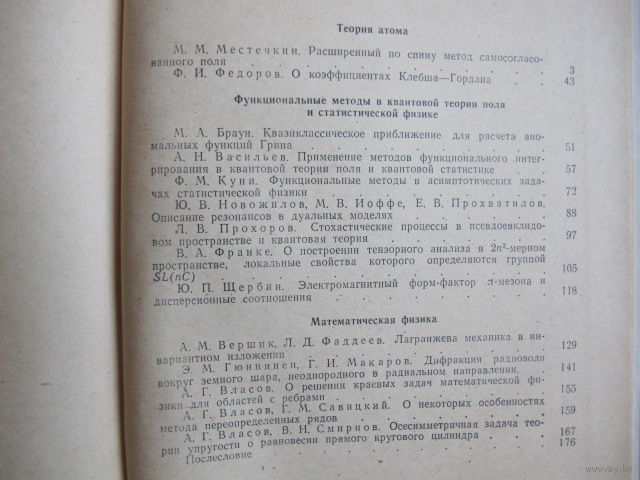 Теория атома
М. М. Местечкин. Расширенный по спину метод самосогласо-
ванного поля . . . . . . . . . . 3
Ф. И. Федоров. О коэффициентах Клебша—Гордана . . 43
Функциональные методы в квантовой теории поля
и статистической физике
М. А. Браун. Квазиклассическое приближение для расчета ано-
мальных функций Грина . . . . . . . . 51
А. Н. Васильев. Применение методов функционального интег-
рирования в квантовой теории поля и квантовой статистике . 57
Ф. М. Куни. Функциональные методы в асимптотических зада-
чах статистической физики . . . . . . . 72
Ю. В. Новожилов, М. В. Иоффе, Е. В. Прохватилов.
Описание резонансов в дуальных моделях . . . . . 88
Л. В. Прохоров. Стохастические процессы в псевдоевклидо-
вом пространстве и квантовая теория . . . . . 97
В. А. Франке. О построении тензорного анализа в 2n²-мерном
пространстве, локальные свойства которого определяются группой
SL(nC) . . . . . . . . . . 105
Ю. П. Щербин. Электромагнитный форм-фактор π-мезона и
дисперсионные соотношения . . . . . . . 118
Математическая физика
А. М. Вершик, Л. Д. Фаддеев. Лагранжева механика в ин-
вариантном изложении . . . . . . . . 129
Э. М. Гюннинен, Г. И. Макаров. Дифракция радиоволн
вокруг земного шара, неоднородного в радиальном направлении. . 141
А. Г. Власов. О решении краевых задач математической фи-
зики для областей с ребрами . . . . . . . 155
А. Г. Власов, Г. М. Савицкий. О некоторых особенностях
метода переопределенных рядов . . . . . . 159
А. Г. Власов, В. Н. Смирнов. Осесимметричная задача тео-
рии упругости о равновесии прямого кругового цилиндра . . 167
Послесловие . . . . . . . . . 176
www.ay.by